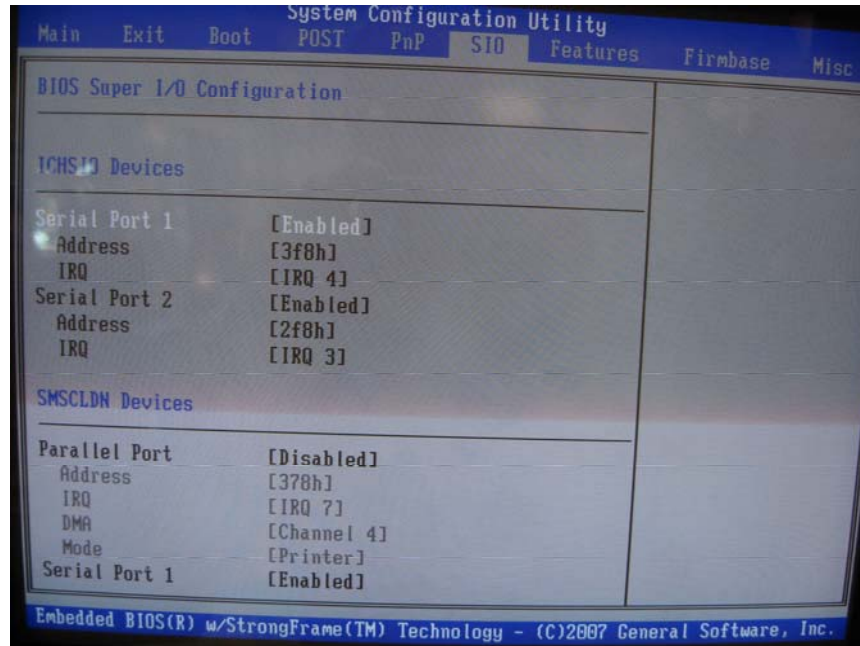 System Configuration Utility
Main Exit Boot POST PnP SIO Features Firmbase Misc
BIOS Super I/O Configuration
ICHSIO Devices
Serial Port 1 [Enabled]
Address [3f8h]
IRQ [IRQ 4]
Serial Port 2 [Enabled]
Address [2f8h]
IRQ [IRQ 3]
SMSCLDN Devices
Parallel Port [Disabled]
Address [378h]
IRQ [IRQ 7]
DMA [Channel 4]
Mode [Printer]
Serial Port 1 [Enabled]
Embedded BIOS(R) w/StrongFrame(TM) Technology - (C)2007 General Software, Inc.